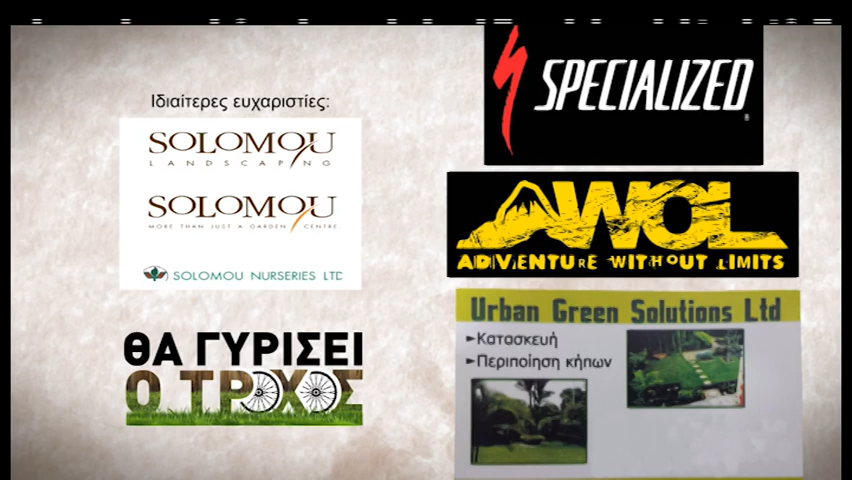 Ιδιαίτερες ευχαριστίες:
SOLOMOU
LANDSCAPING
SOLOMOU
MORE THAN JUST A GARDEN CENTRE
SOLOMOU NURSERIES LTD
ΘΑ ΓΥΡΙΣΕΙ
Ο ΤΡΟΧΟΣ
SPECIALIZED
AWOL
ADVENTURE WITHOUT LIMITS
Urban Green Solutions Ltd
►Κατασκευή
►Περιποίηση κήπων